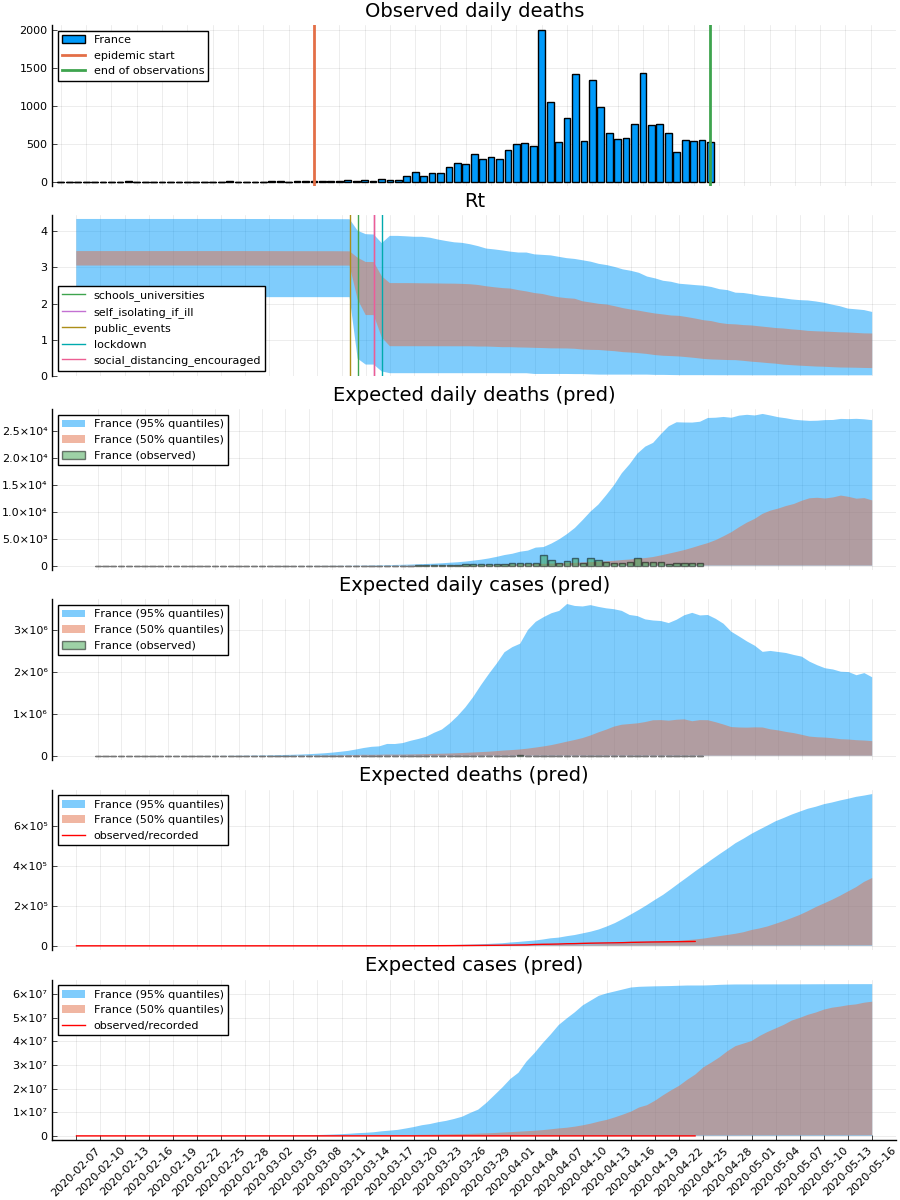 Observed daily deaths
2000
1500
1000
500
0
France
epidemic start
end of observations
Rt
4
3
2
1
0
schools_universities
self_isolating_if_ill
public_events
lockdown
social_distancing_encouraged
Expected daily deaths (pred)
2.5×10⁴
2.0×10⁴
1.5×10⁴
1.0×10⁴
5.0×10³
0
France (95% quantiles)
France (50% quantiles)
France (observed)
Expected daily cases (pred)
3×10⁶
2×10⁶
1×10⁶
0
France (95% quantiles)
France (50% quantiles)
France (observed)
Expected deaths (pred)
6×10⁵
4×10⁵
2×10⁵
0
France (95% quantiles)
France (50% quantiles)
observed/recorded
Expected cases (pred)
6×10⁷
5×10⁷
4×10⁷
3×10⁷
2×10⁷
1×10⁷
0
France (95% quantiles)
France (50% quantiles)
observed/recorded
2020-02-07
2020-02-10
2020-02-13
2020-02-16
2020-02-19
2020-02-22
2020-02-25
2020-02-28
2020-03-02
2020-03-05
2020-03-08
2020-03-11
2020-03-14
2020-03-17
2020-03-20
2020-03-23
2020-03-26
2020-03-29
2020-04-01
2020-04-04
2020-04-07
2020-04-10
2020-04-13
2020-04-16
2020-04-19
2020-04-22
2020-04-25
2020-04-28
2020-05-01
2020-05-04
2020-05-07
2020-05-10
2020-05-13
2020-05-16